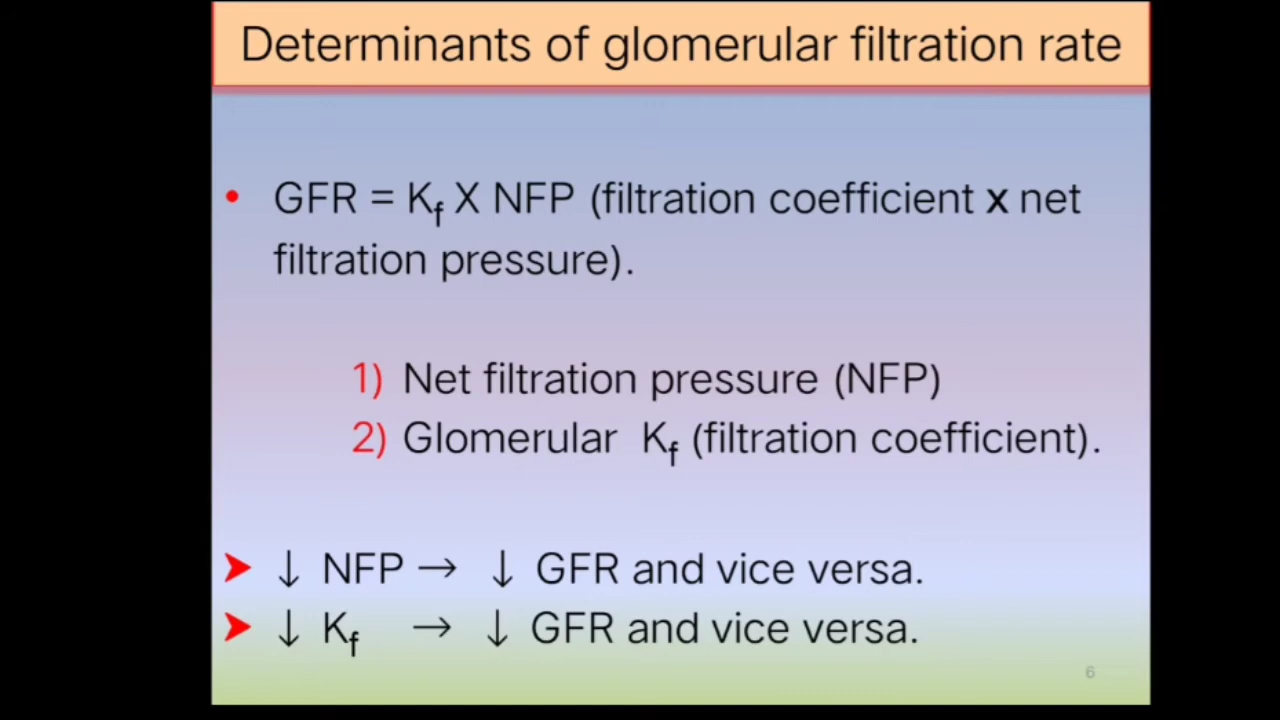 Determinants of glomerular filtration rate
• GFR = Kf X NFP (filtration coefficient x net
filtration pressure).
1) Net filtration pressure (NFP)
2) Glomerular Kf (filtration coefficient).
➤ ↓ NFP → ↓ GFR and vice versa.
➤ ↓ Kf → ↓ GFR and vice versa.
6